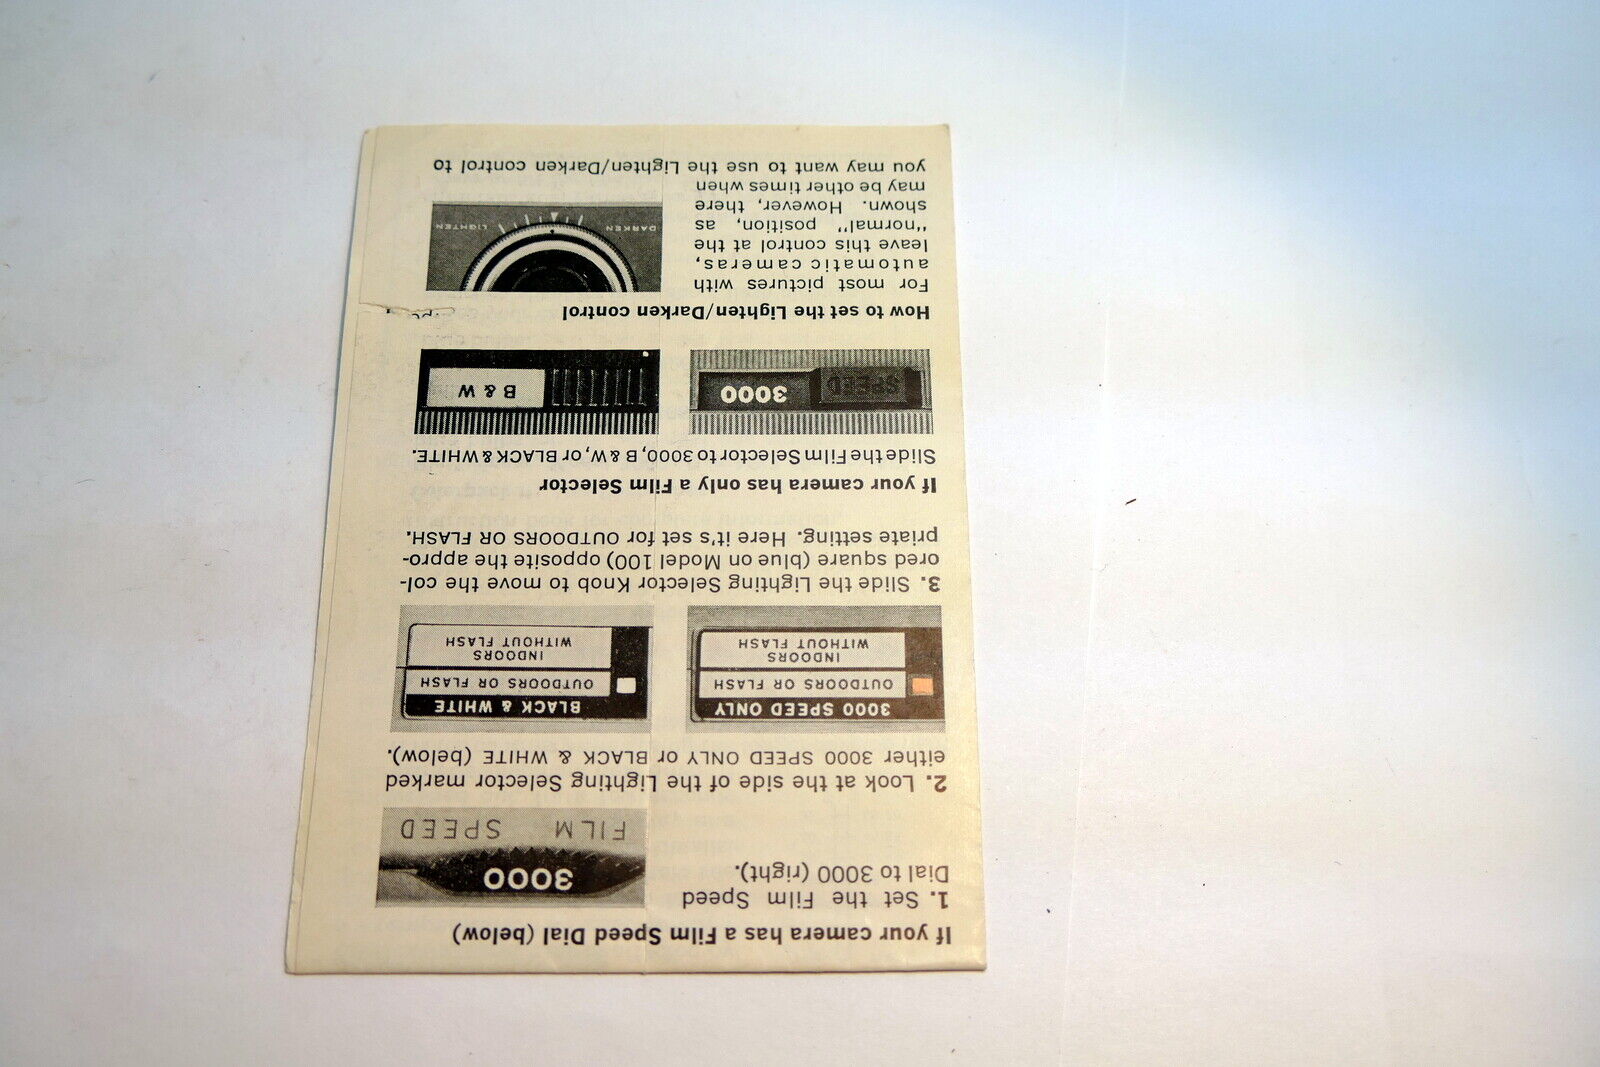 If your camera has a Film Speed Dial (below)
1. Set the Film Speed
Dial to 3000 (right).
3000
FILM SPEED
2. Look at the side of the Lighting Selector marked
either 3000 SPEED ONLY or BLACK & WHITE (below).
3000 SPEED ONLY
OUTDOORS OR FLASH
INDOORS
WITHOUT FLASH
BLACK & WHITE
OUTDOORS OR FLASH
INDOORS
WITHOUT FLASH
3. Slide the Lighting Selector Knob to move the col-
ored square (blue on Model 100) opposite the appro-
priate setting. Here it's set for OUTDOORS OR FLASH.
If your camera has only a Film Selector
Slide the Film Selector to 3000, B & W, or BLACK & WHITE.
SPEED 3000
B & W
How to set the Lighten/Darken control
For most pictures with
automatic cameras,
leave this control at the
"normal" position, as
shown. However, there
may be other times when
DARKEN LIGHTEN
you may want to use the Lighten/Darken control to